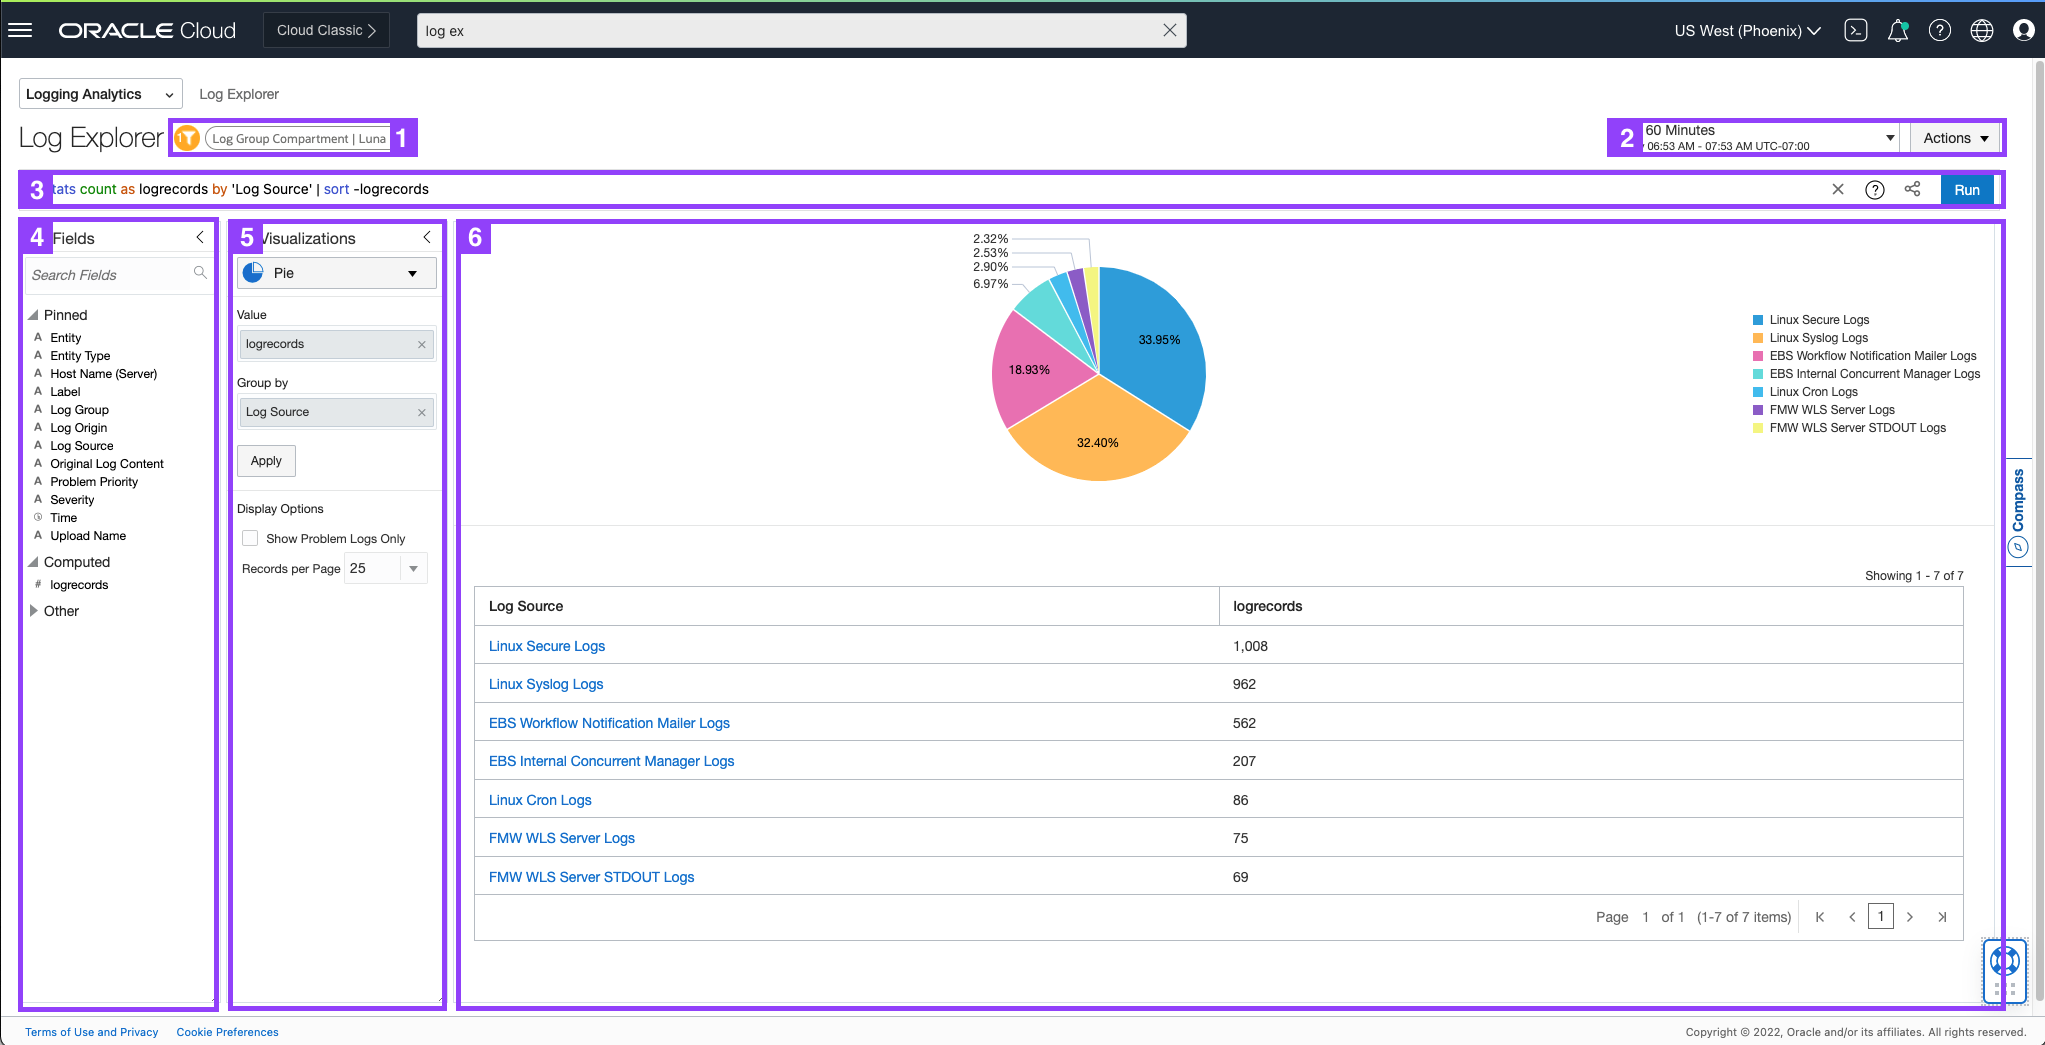 ORACLE Cloud
Cloud Classic
log ex
US West (Phoenix)
Logging Analytics
Log Explorer
Log Explorer
1
Log Group Compartment | Luna
1
2
60 Minutes
06:53 AM - 07:53 AM UTC-07:00
Actions
3
tats count as logrecords by 'Log Source' | sort -logrecords
Run
4
Fields
Search Fields
Pinned
A Entity
A Entity Type
A Host Name (Server)
A Label
A Log Group
A Log Origin
A Log Source
A Original Log Content
A Problem Priority
A Severity
Time
A Upload Name
Computed
# logrecords
Other
5
Visualizations
Pie
Value
logrecords
Group by
Log Source
Apply
Display Options
Show Problem Logs Only
Records per Page 25
6
2.32%
2.53%
2.90%
6.97%
33.95%
18.93%
32.40%
Linux Secure Logs
Linux Syslog Logs
EBS Workflow Notification Mailer Logs
EBS Internal Concurrent Manager Logs
Linux Cron Logs
FMW WLS Server Logs
FMW WLS Server STDOUT Logs
Compass
Showing 1 - 7 of 7
Log Source logrecords
Linux Secure Logs 1,008
Linux Syslog Logs 962
EBS Workflow Notification Mailer Logs 562
EBS Internal Concurrent Manager Logs 207
Linux Cron Logs 86
FMW WLS Server Logs 75
FMW WLS Server STDOUT Logs 69
Page 1 of 1 (1-7 of 7 items) 1
Terms of Use and Privacy Cookie Preferences
Copyright © 2022, Oracle and/or its affiliates. All rights reserved.